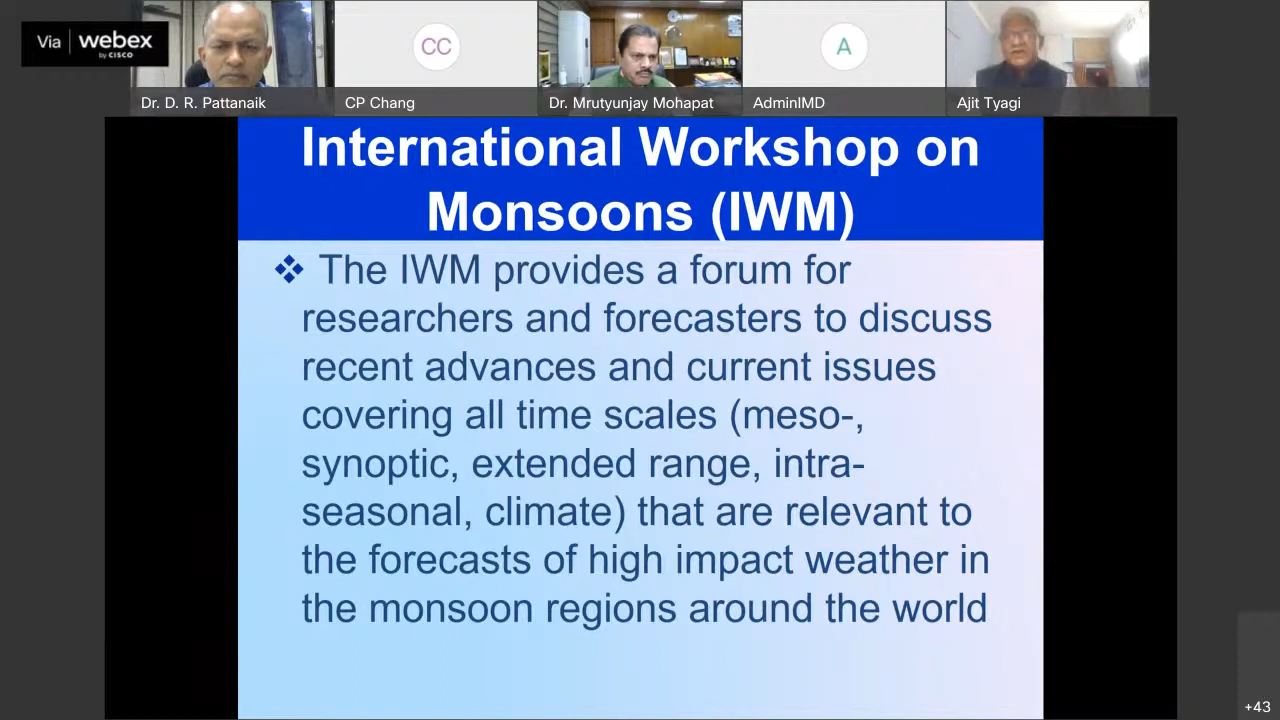 Via webex
by CISCO
CC
A
Dr. D. R. Pattanaik
CP Chang
Dr. Mrutyunjay Mohapat
AdminIMD
Ajit Tyagi
International Workshop on
Monsoons (IWM)
❖ The IWM provides a forum for
researchers and forecasters to discuss
recent advances and current issues
covering all time scales (meso-,
synoptic, extended range, intra-
seasonal, climate) that are relevant to
the forecasts of high impact weather in
the monsoon regions around the world
+43